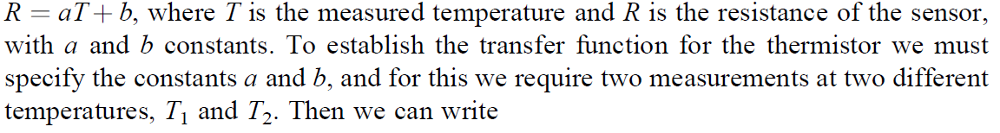 R = aT + b, where T is the measured temperature and R is the resistance of the sensor,
with a and b constants. To establish the transfer function for the thermistor we must
specify the constants a and b, and for this we require two measurements at two different
temperatures, T₁ and T₂. Then we can write